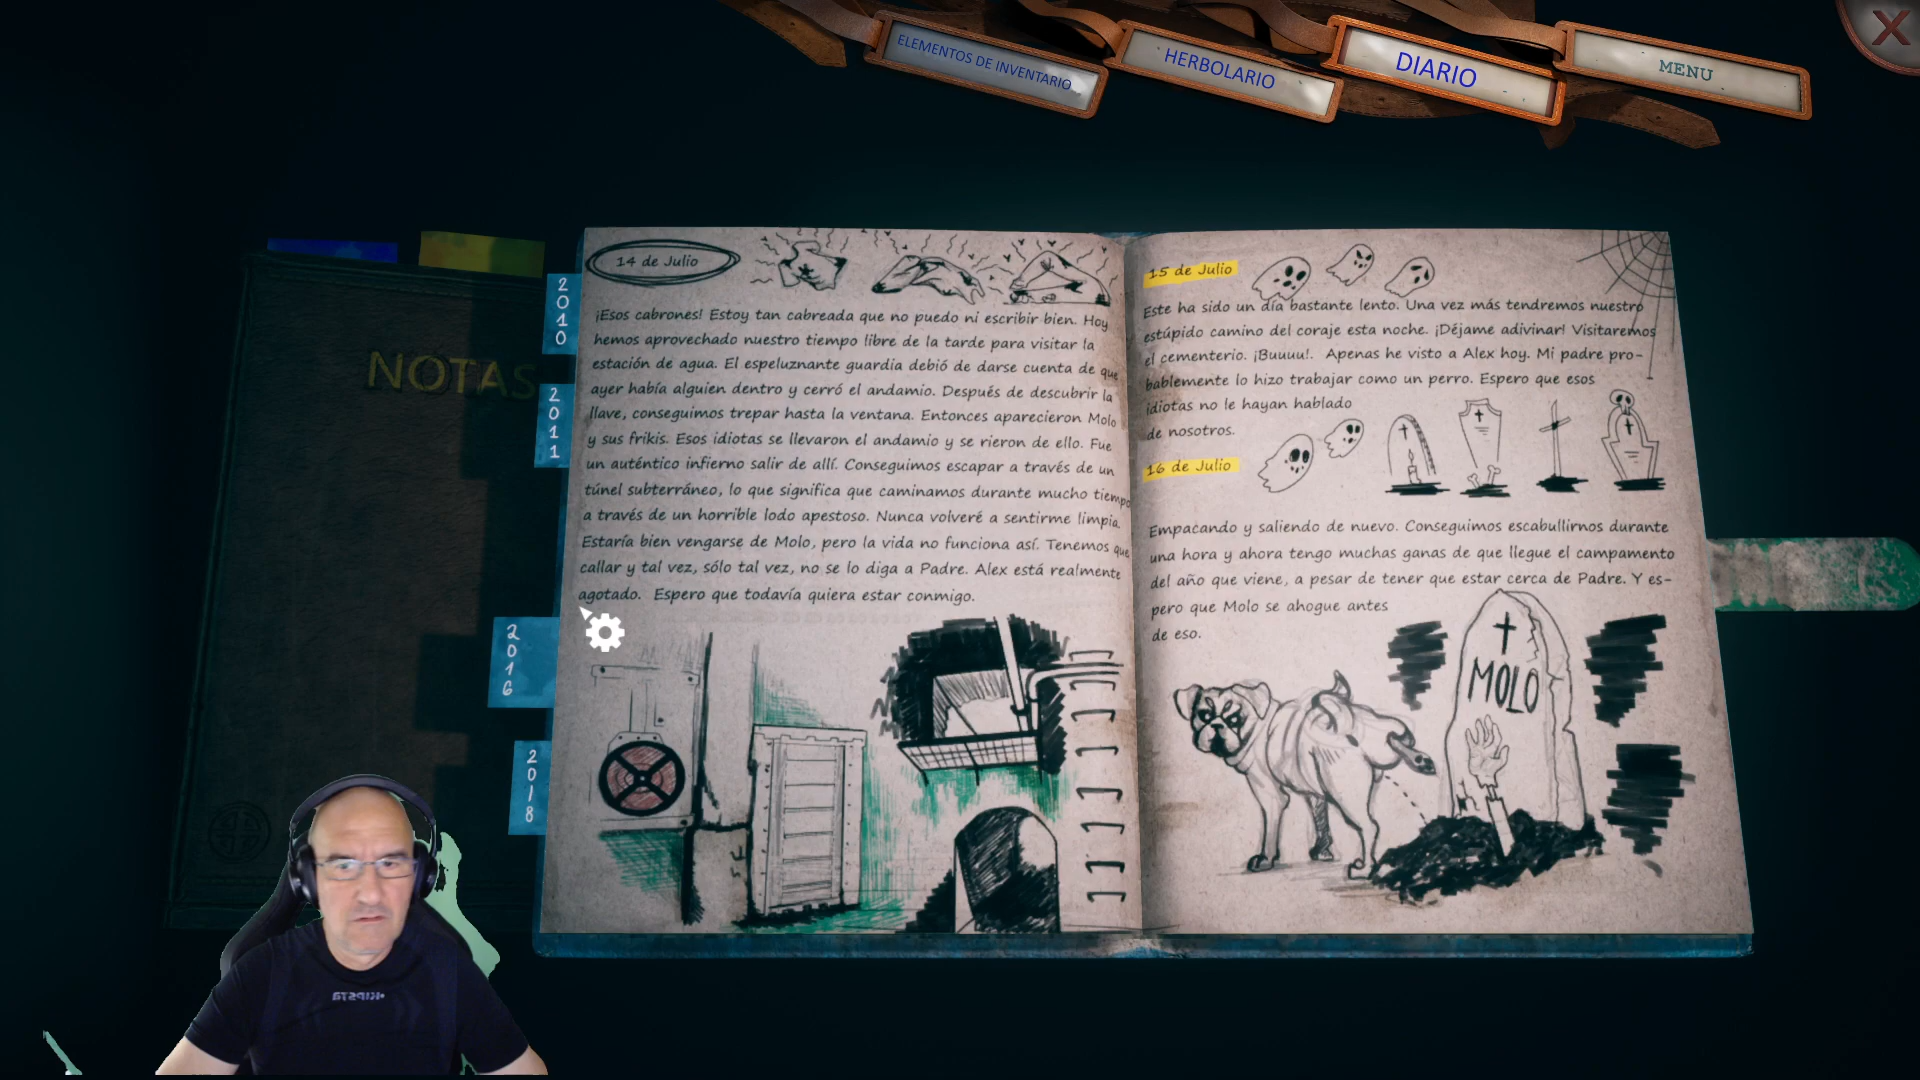 ELEMENTOS DE INVENTARIO
HERBOLARIO
DIARIO
MENU
X
NOTAS
2010
2011
2016
2018
14 de Julio
¡Esos cabrones! Estoy tan cabreada que no puedo ni escribir bien. Hoy
hemos aprovechado nuestro tiempo libre de la tarde para visitar la
estación de agua. El espeluznante guardia debió de darse cuenta de que
ayer había alguien dentro y cerró el andamio. Después de descubrir la
llave, conseguimos trepar hasta la ventana. Entonces aparecieron Molo
y sus frikis. Esos idiotas se llevaron el andamio y se rieron de ello. Fue
un auténtico infierno salir de allí. Conseguimos escapar a través de un
túnel subterráneo, lo que significa que caminamos durante mucho tiempo
a través de un horrible lodo apestoso. Nunca volveré a sentirme limpia.
Estaría bien vengarse de Molo, pero la vida no funciona así. Tenemos que
callar y tal vez, sólo tal vez, no se lo diga a Padre. Alex está realmente
agotado. Espero que todavía quiera estar conmigo.
15 de Julio
Este ha sido un día bastante lento. Una vez más tendremos nuestro
estúpido camino del coraje esta noche. ¡Déjame adivinar! Visitaremos
el cementerio. ¡Buuuu!. Apenas he visto a Alex hoy. Mi padre pro-
bablemente lo hizo trabajar como un perro. Espero que esos
idiotas no le hayan hablado
de nosotros.
16 de Julio
Empacando y saliendo de nuevo. Conseguimos escabullirnos durante
una hora y ahora tengo muchas ganas de que llegue el campamento
del año que viene, a pesar de tener que estar cerca de Padre. Y es-
pero que Molo se ahogue antes
de eso.
MOLO
KIPSTA